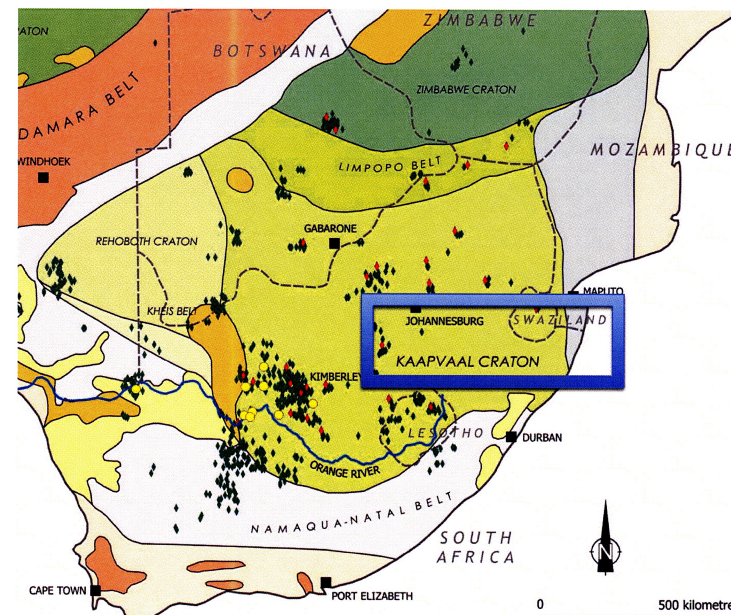 ZIMBABWE
BOTSWANA
ZIMBABWE CRATON
DAMARA BELT
MOZAMBIQUE
WINDHOEK
LIMPOPO BELT
GABARONE
REHOBOTH CRATON
MAPUTO
KHEIS BELT
JOHANNESBURG
SWAZILAND
KAAPVAAL CRATON
KIMBERLEY
LESOTHO
DURBAN
ORANGE RIVER
NAMAQUA-NATAL BELT
SOUTH
AFRICA
N
CAPE TOWN
PORT ELIZABETH
0
500 kilometre